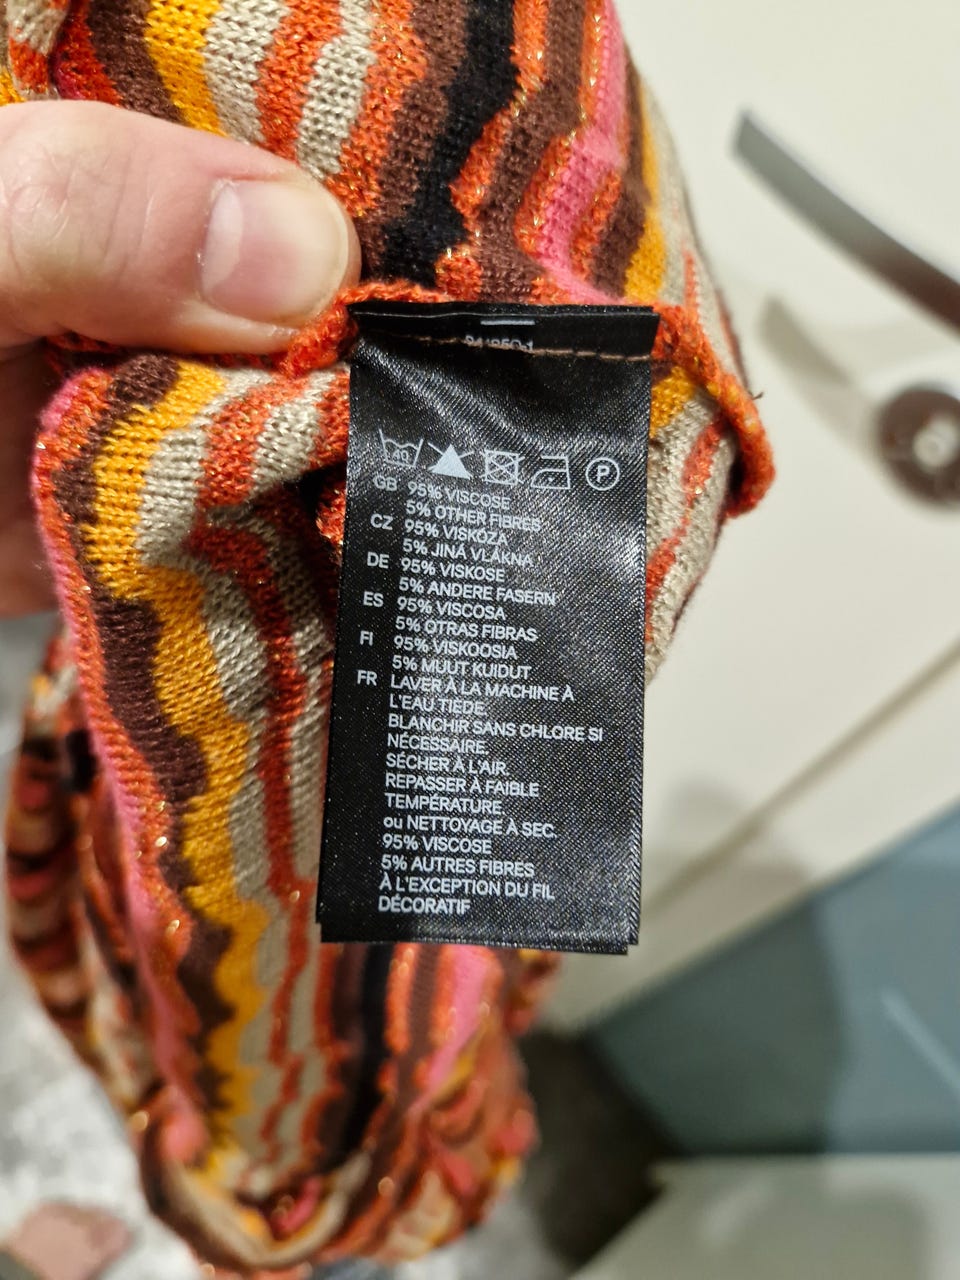 40
P
GB 95% VISCOSE
5% OTHER FIBRES
CZ 95% VISKÓZA
5% JINÁ VLÁKNA
DE 95% VISKOSE
5% ANDERE FASERN
ES 95% VISCOSA
5% OTRAS FIBRAS
FI 95% VISKOOSIA
5% MUUT KUIDUT
FR LAVER À LA MACHINE À
L'EAU TIÈDE.
BLANCHIR SANS CHLORE SI
NÉCESSAIRE.
SÉCHER À L'AIR.
REPASSER À FAIBLE
TEMPÉRATURE
ou NETTOYAGE À SEC.
95% VISCOSE
5% AUTRES FIBRES
À L'EXCEPTION DU FIL
DÉCORATIF